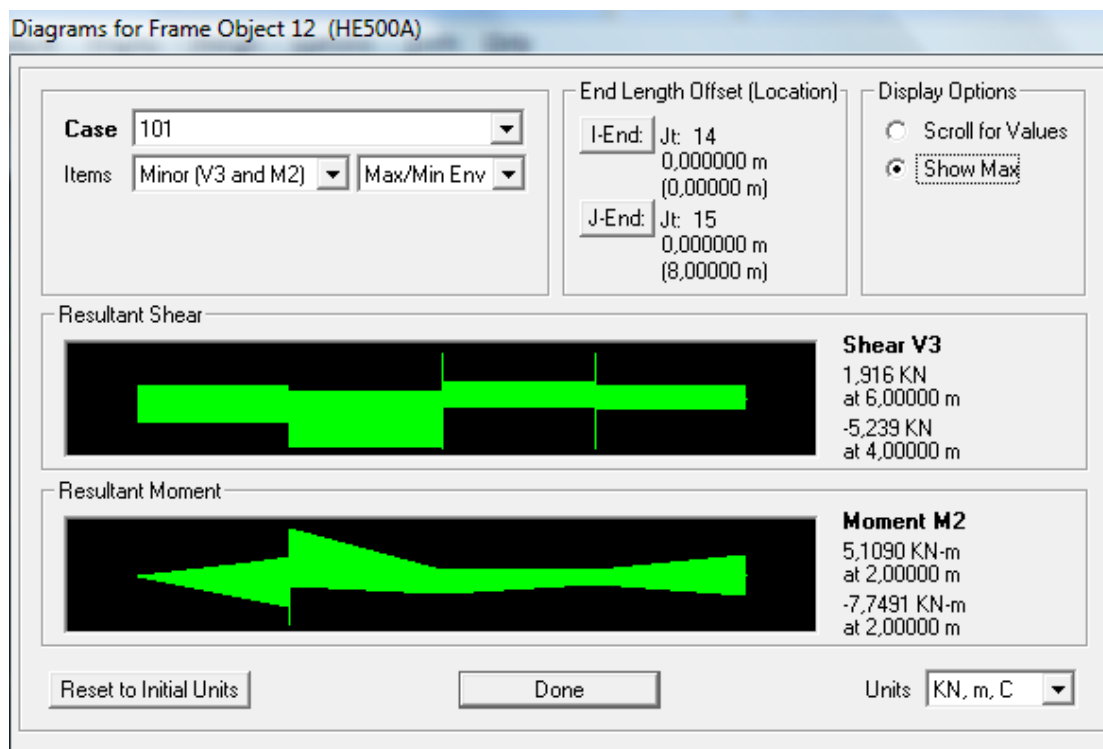 Diagrams for Frame Object 12 (HE500A)
Case 101
Items Minor (V3 and M2) Max/Min Env
End Length Offset (Location)
I-End: Jt: 14
0,000000 m
(0,00000 m)
J-End: Jt: 15
0,000000 m
(8,00000 m)
Display Options
Scroll for Values
Show Max
Resultant Shear
Shear V3
1,916 KN
at 6,00000 m
-5,239 KN
at 4,00000 m
Resultant Moment
Moment M2
5,1090 KN-m
at 2,00000 m
-7,7491 KN-m
at 2,00000 m
Reset to Initial Units
Done
Units KN, m, C